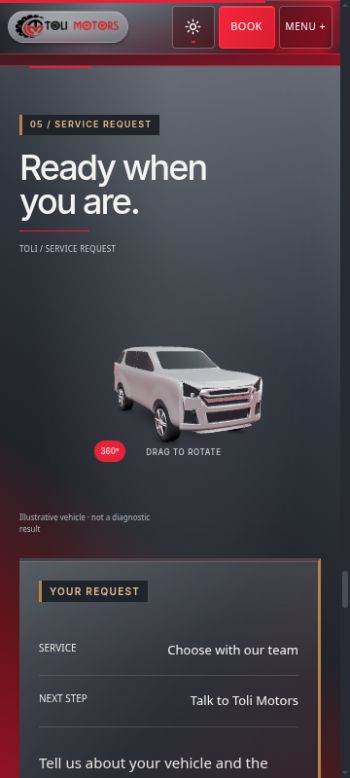 TOLI MOTORS
BOOK
MENU +
05 / SERVICE REQUEST
Ready when
you are.
TOLI / SERVICE REQUEST
360°
DRAG TO ROTATE
Illustrative vehicle · not a diagnostic
result
YOUR REQUEST
SERVICE
Choose with our team
NEXT STEP
Talk to Toli Motors
Tell us about your vehicle and the